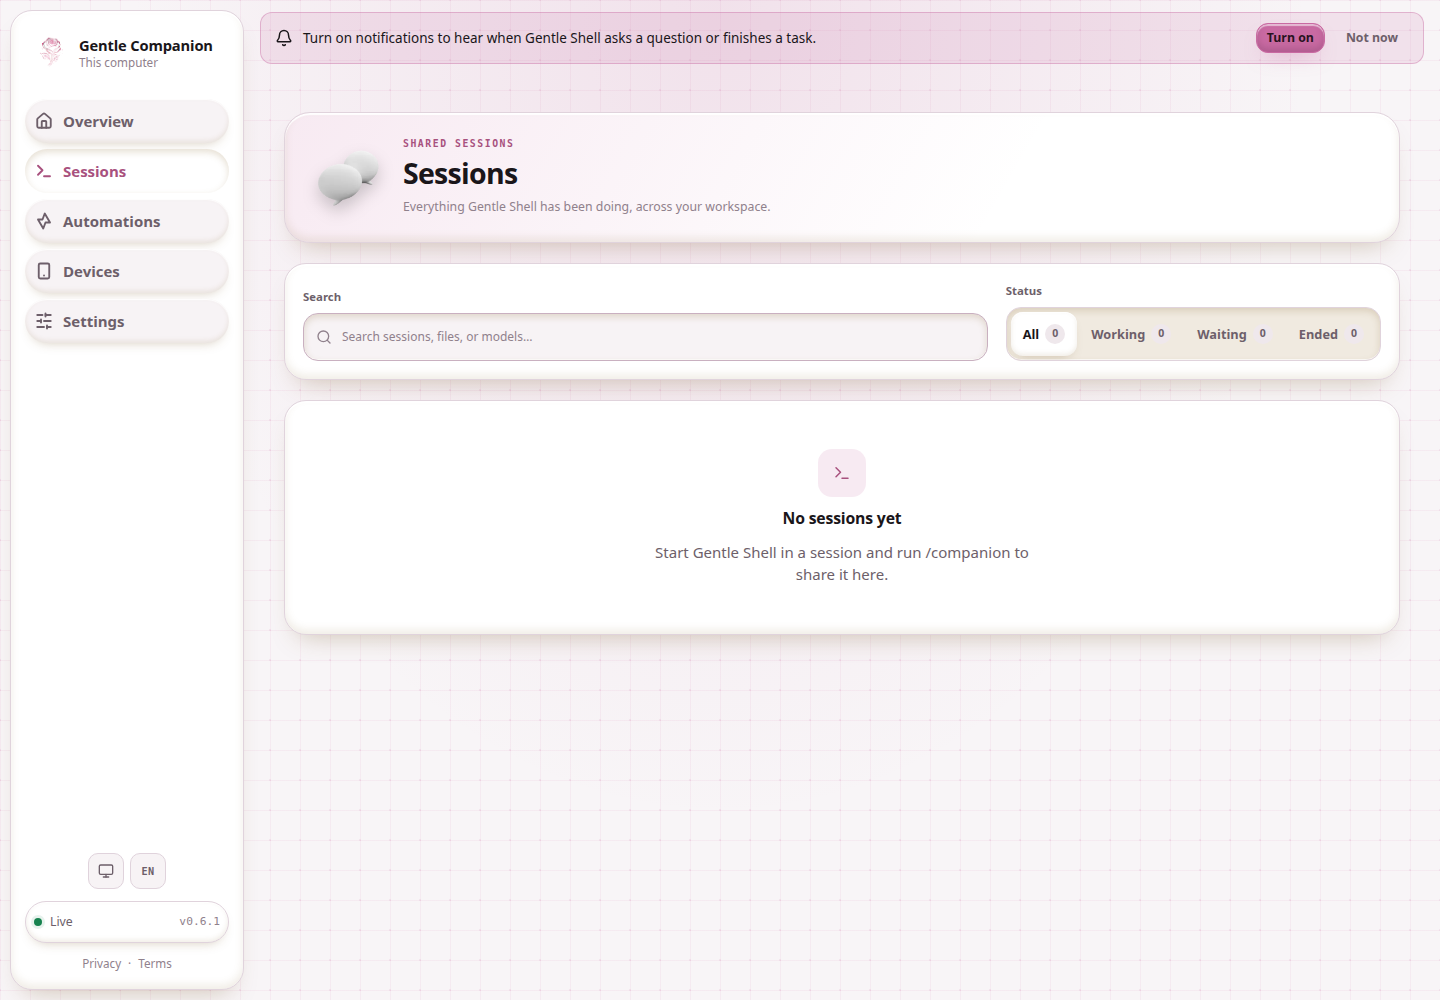 Gentle Companion
This computer
Overview
Sessions
Automations
Devices
Settings
EN
Live v0.6.1
Privacy · Terms
Turn on notifications to hear when Gentle Shell asks a question or finishes a task.
Turn on
Not now
SHARED SESSIONS
Sessions
Everything Gentle Shell has been doing, across your workspace.
Search
Search sessions, files, or models...
Status
All 0 Working 0 Waiting 0 Ended 0
No sessions yet
Start Gentle Shell in a session and run /companion to
share it here.